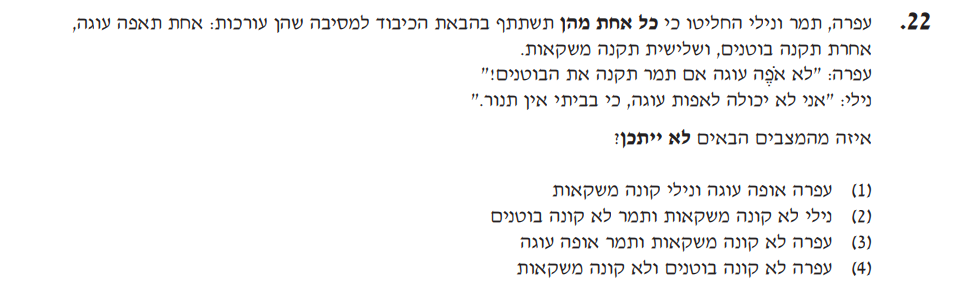 22. עפרה, תמר ונילי החליטו כי כל אחת מהן תשתתף בהבאת הכיבוד למסיבה שהן עורכות: אחת תאפה עוגה,
אחרת תקנה בוטנים, ושלישית תקנה משקאות.
עפרה: "לא אֹפֶה עוגה אם תמר תקנה את הבוטנים!"
נילי: "אני לא יכולה לאפות עוגה, כי בביתי אין תנור."
איזה מהמצבים הבאים לא ייתכן?
(1) עפרה אופה עוגה ונילי קונה משקאות
(2) נילי לא קונה משקאות ותמר לא קונה בוטנים
(3) עפרה לא קונה משקאות ותמר אופה עוגה
(4) עפרה לא קונה בוטנים ולא קונה משקאות